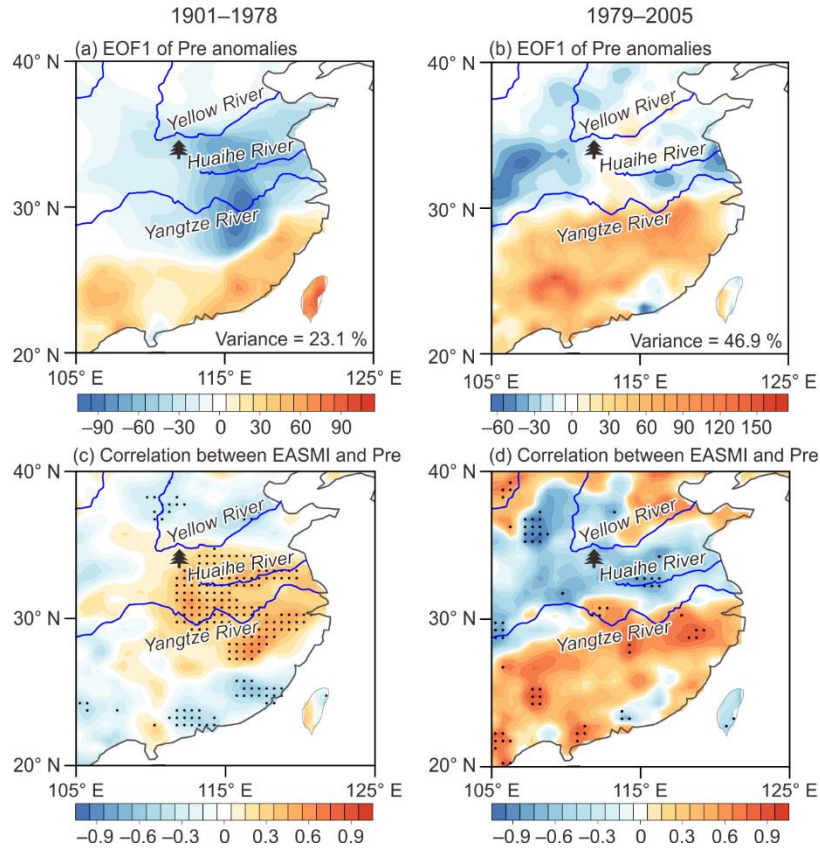 1901–1978
1979–2005
(a) EOF1 of Pre anomalies
(b) EOF1 of Pre anomalies
40° N
30° N
20° N
Yellow River
Huaihe River
Yangtze River
Variance = 23.1 %
105° E
115° E
125° E
–90 –60 –30 0 30 60 90
40° N
30° N
20° N
Yellow River
Huaihe River
Yangtze River
Variance = 46.9 %
105° E
115° E
125° E
–60 –30 0 30 60 90 120 150
(c) Correlation between EASMI and Pre
(d) Correlation between EASMI and Pre
40° N
30° N
20° N
Yellow River
Huaihe River
Yangtze River
105° E
115° E
125° E
–0.9 –0.6 –0.3 0 0.3 0.6 0.9
40° N
30° N
20° N
Yellow River
Huaihe River
Yangtze River
105° E
115° E
125° E
–0.9 –0.6 –0.3 0 0.3 0.6 0.9